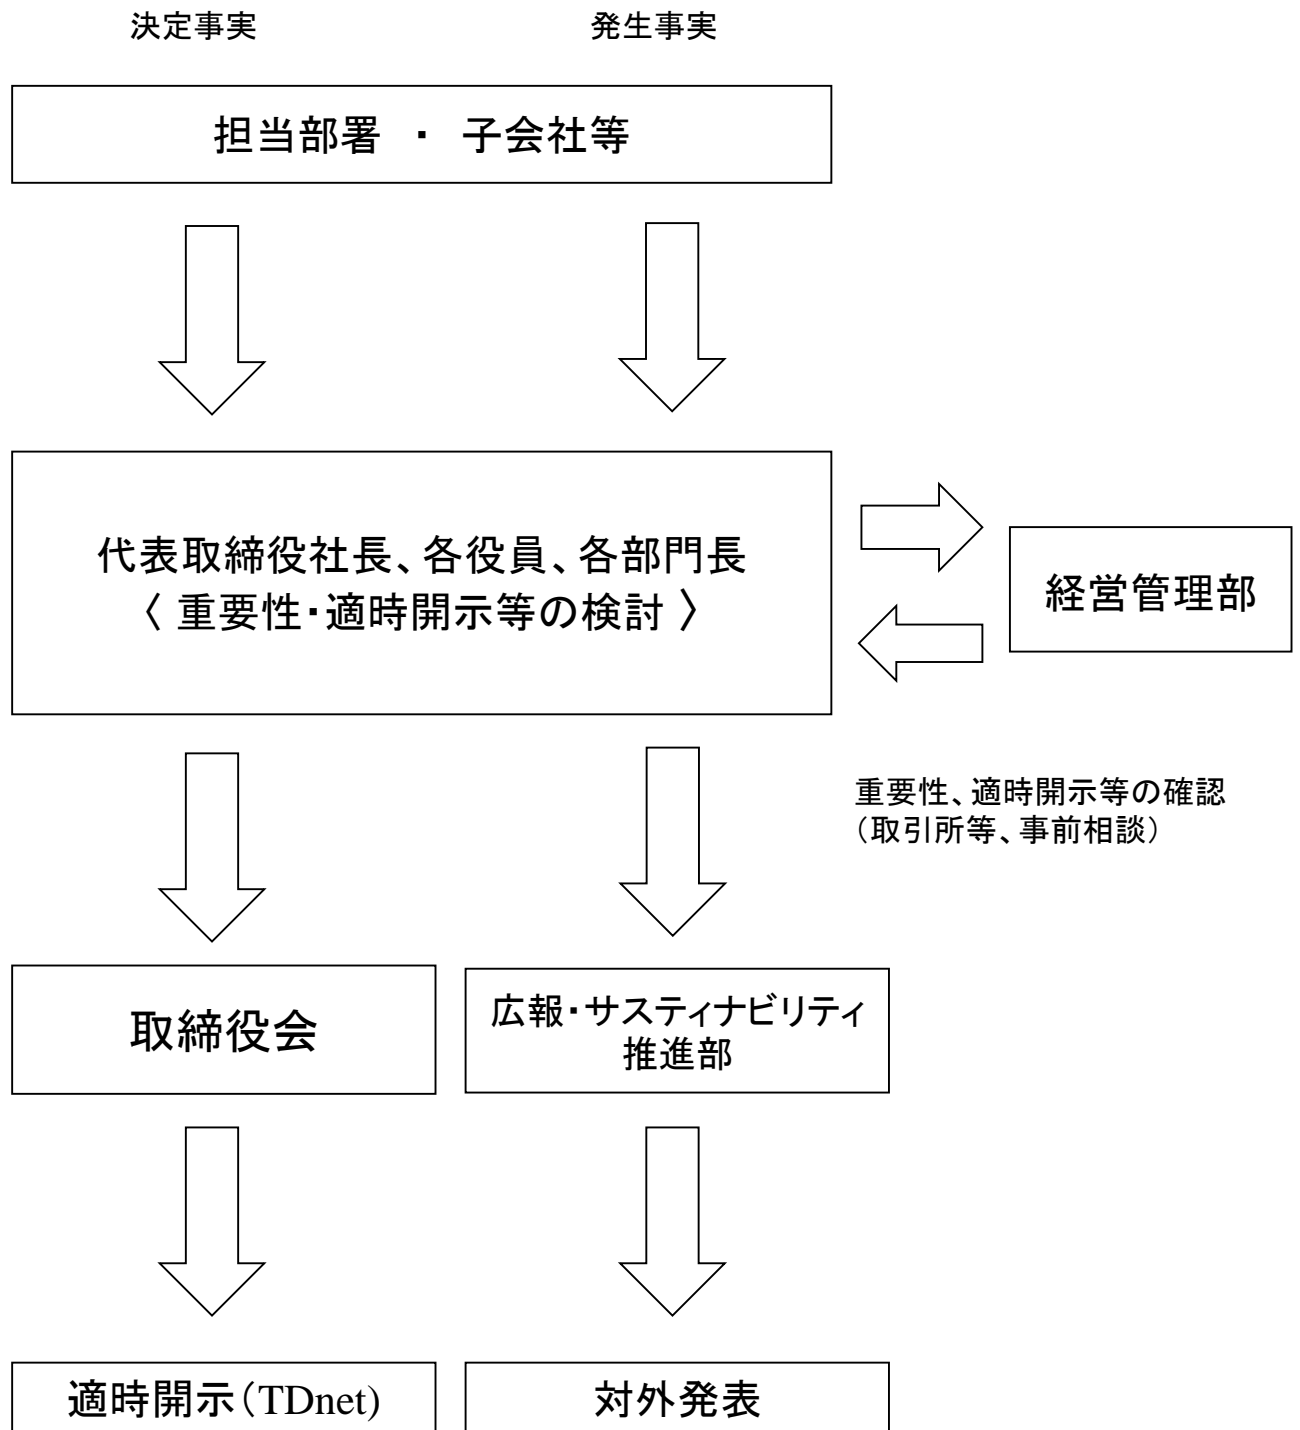 決定事実
発生事実
担当部署 ・ 子会社等
代表取締役社長、各役員、各部門長
〈 重要性・適時開示等の検討 〉
経営管理部
重要性、適時開示等の確認
（取引所等、事前相談）
取締役会
広報・サスティナビリティ
推進部
適時開示（TDnet)
対外発表